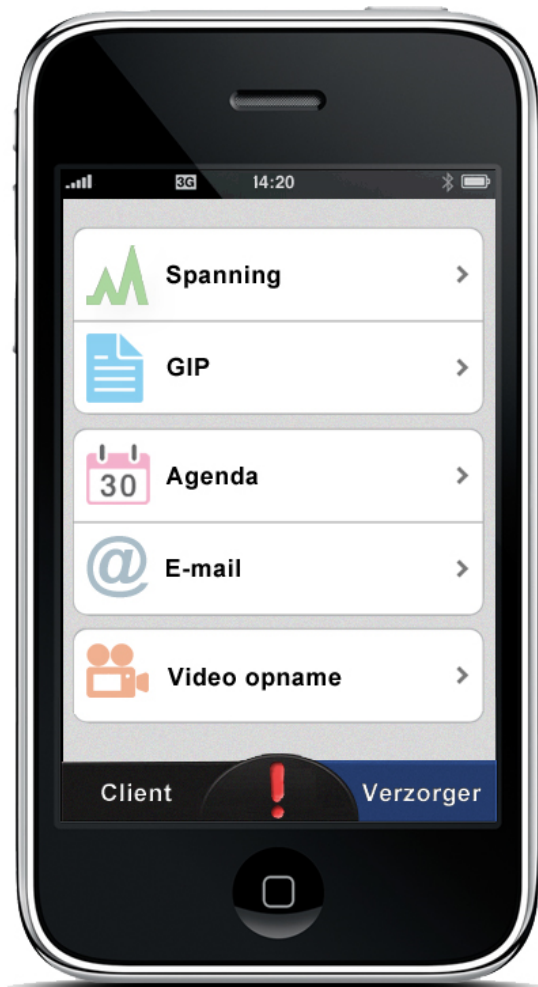 3G 14:20
Spanning
GIP
30 Agenda
@ E-mail
Video opname
Client ! Verzorger